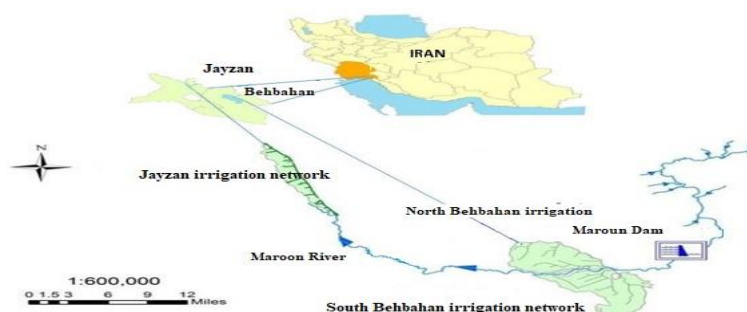 IRAN
Jayzan
Behbahan
N
Jayzan irrigation network
North Behbahan irrigation
Maroun Dam
Maroon River
1:600,000
0 1.5 3 6 9 12
Miles
South Behbahan irrigation network